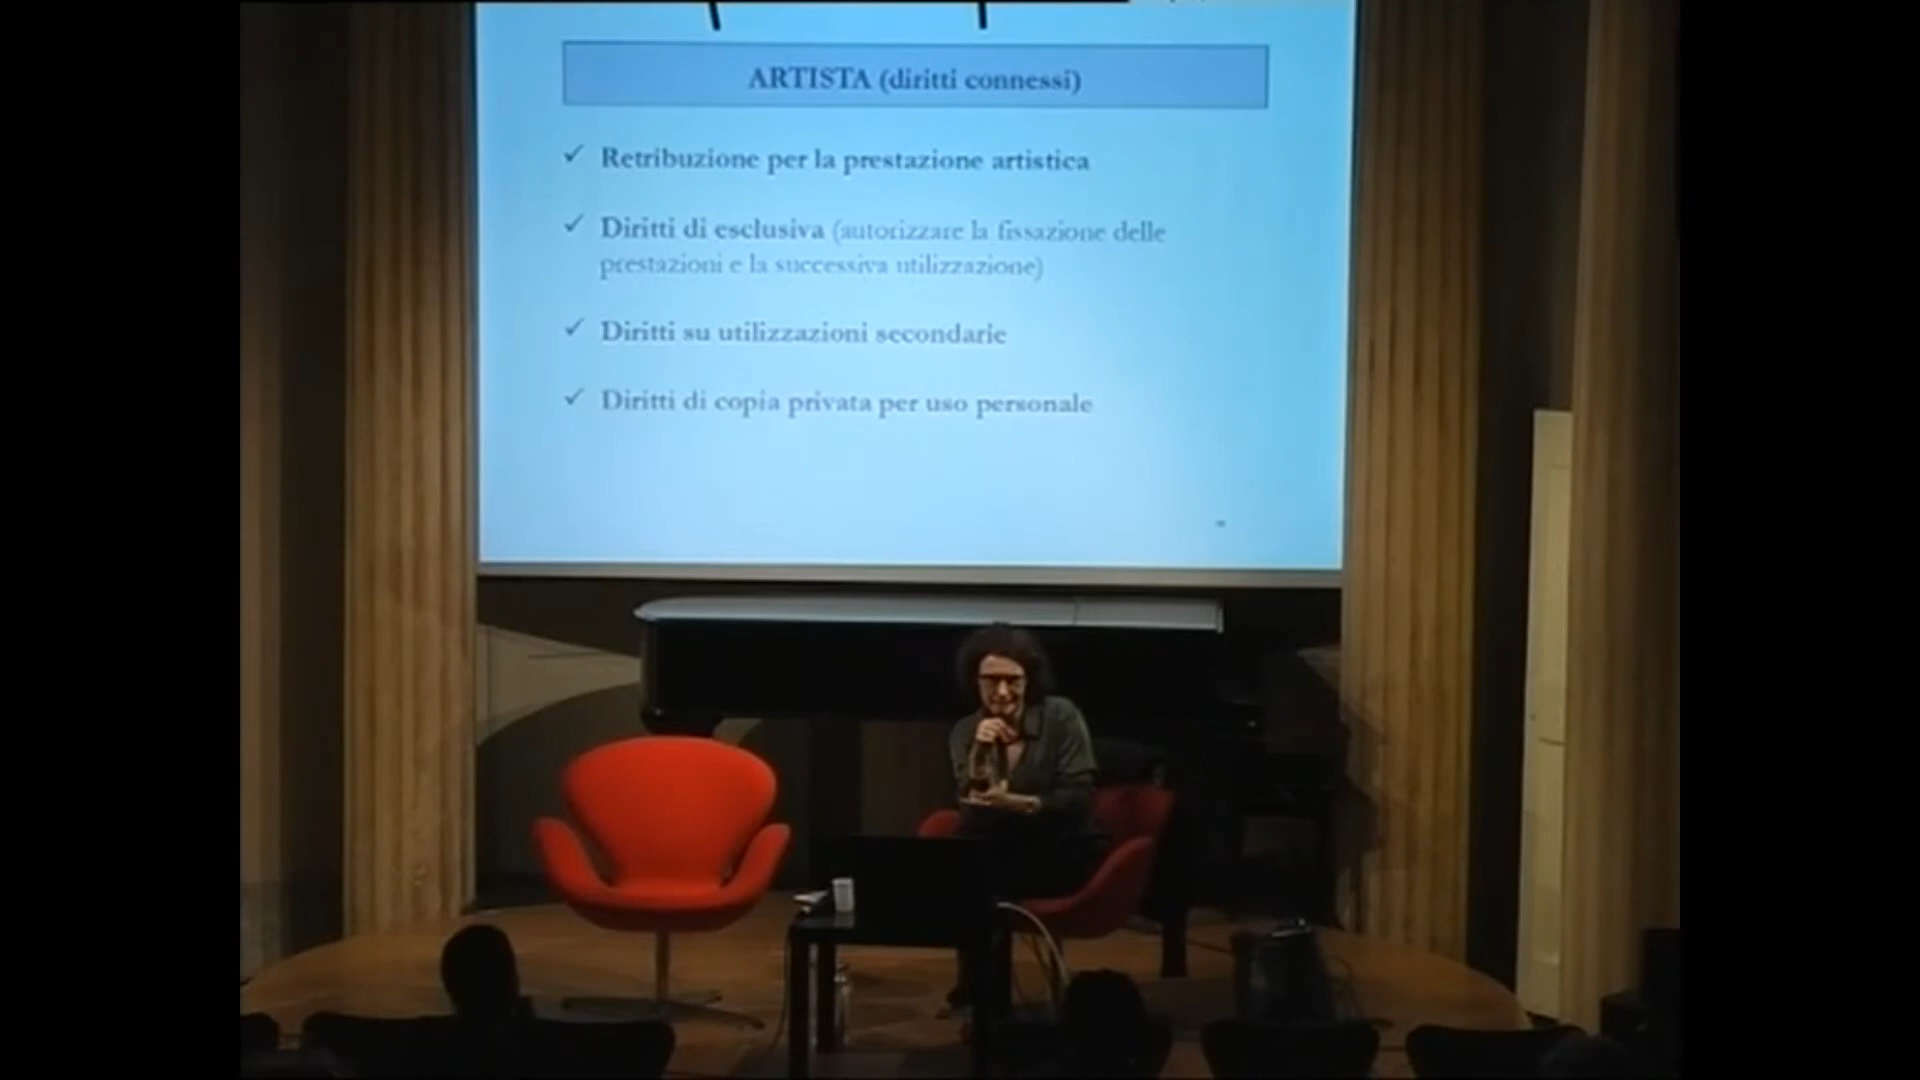 ARTISTA (diritti connessi)
✓ Retribuzione per la prestazione artistica
✓ Diritti di esclusiva (autorizzare la fissazione delle
prestazioni e la successiva utilizzazione)
✓ Diritti su utilizzazioni secondarie
✓ Diritti di copia privata per uso personale